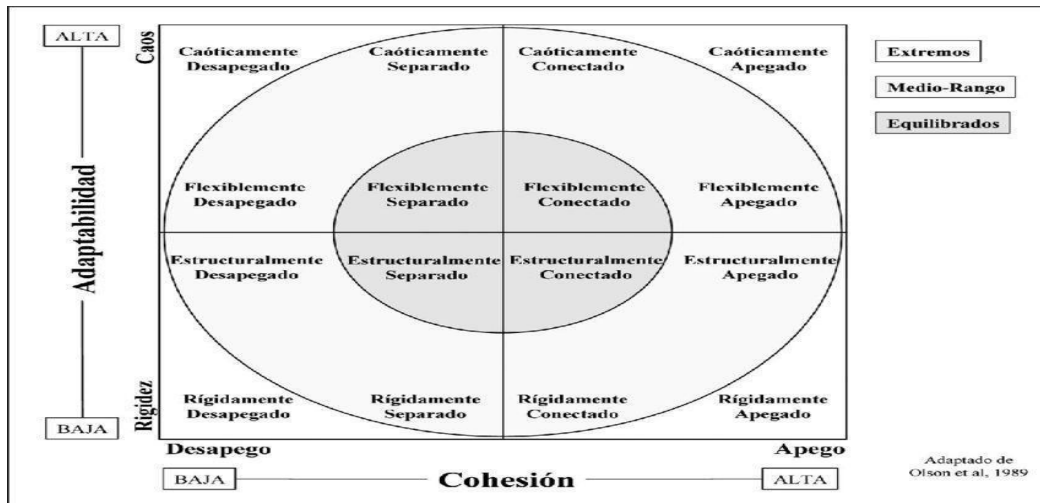 ALTA
Adaptabilidad
BAJA
Caos
Rigidez
Caóticamente
Desapegado
Caóticamente
Separado
Caóticamente
Conectado
Caóticamente
Apegado
Flexiblemente
Desapegado
Flexiblemente
Separado
Flexiblemente
Conectado
Flexiblemente
Apegado
Estructuralmente
Desapegado
Estructuralmente
Separado
Estructuralmente
Conectado
Estructuralmente
Apegado
Rígidamente
Desapegado
Rígidamente
Separado
Rígidamente
Conectado
Rígidamente
Apegado
Desapego
Apego
BAJA
Cohesión
ALTA
Extremos
Medio-Rango
Equilibrados
Adaptado de
Olson et al, 1989